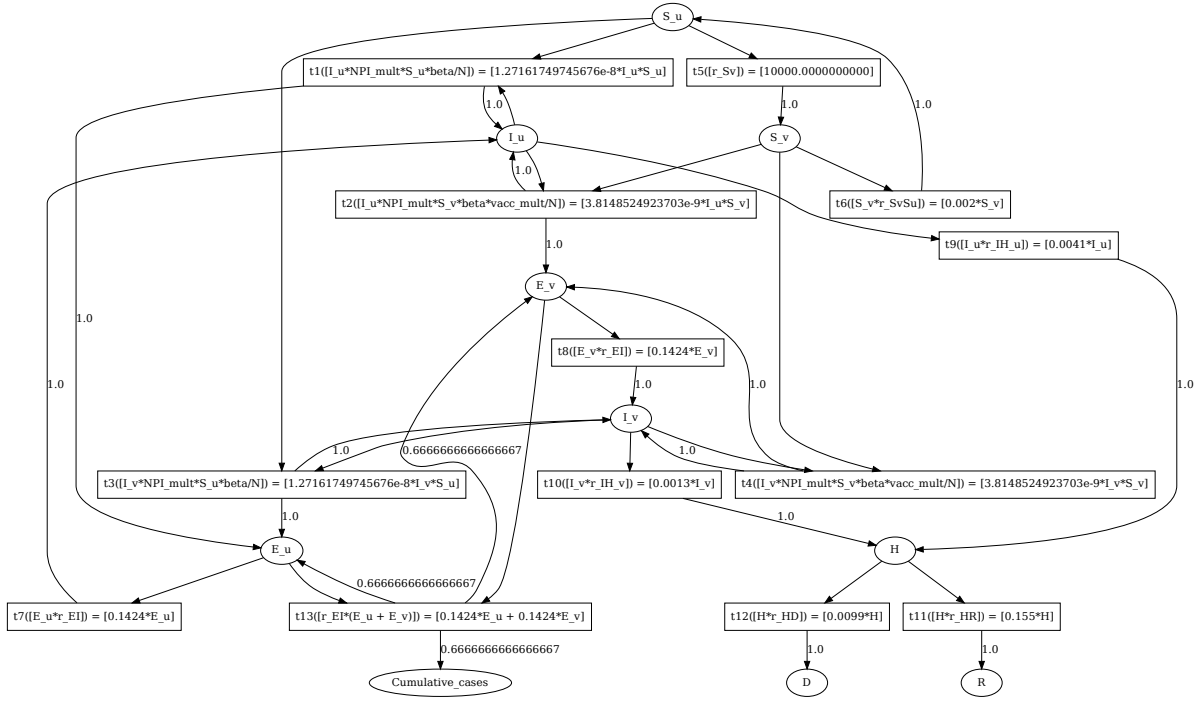 S_u
t1([I_u*NPI_mult*S_u*beta/N]) = [1.27161749745676e-8*I_u*S_u]
t5([r_Sv]) = [10000.0000000000]
1.0
1.0
1.0
I_u
S_v
1.0
t2([I_u*NPI_mult*S_v*beta*vacc_mult/N]) = [3.8148524923703e-9*I_u*S_v]
t6([S_v*r_SvSu]) = [0.002*S_v]
1.0
t9([I_u*r_IH_u]) = [0.0041*I_u]
E_v
1.0
t8([E_v*r_EI]) = [0.1424*E_v]
1.0
1.0
1.0
1.0
I_v
1.0
0.6666666666666667
1.0
t3([I_v*NPI_mult*S_u*beta/N]) = [1.27161749745676e-8*I_v*S_u]
t10([I_v*r_IH_v]) = [0.0013*I_v]
t4([I_v*NPI_mult*S_v*beta*vacc_mult/N]) = [3.8148524923703e-9*I_v*S_v]
1.0
1.0
E_u
H
0.6666666666666667
t7([E_u*r_EI]) = [0.1424*E_u]
t13([r_EI*(E_u + E_v)]) = [0.1424*E_u + 0.1424*E_v]
t12([H*r_HD]) = [0.0099*H]
t11([H*r_HR]) = [0.155*H]
0.6666666666666667
1.0
1.0
Cumulative_cases
D
R